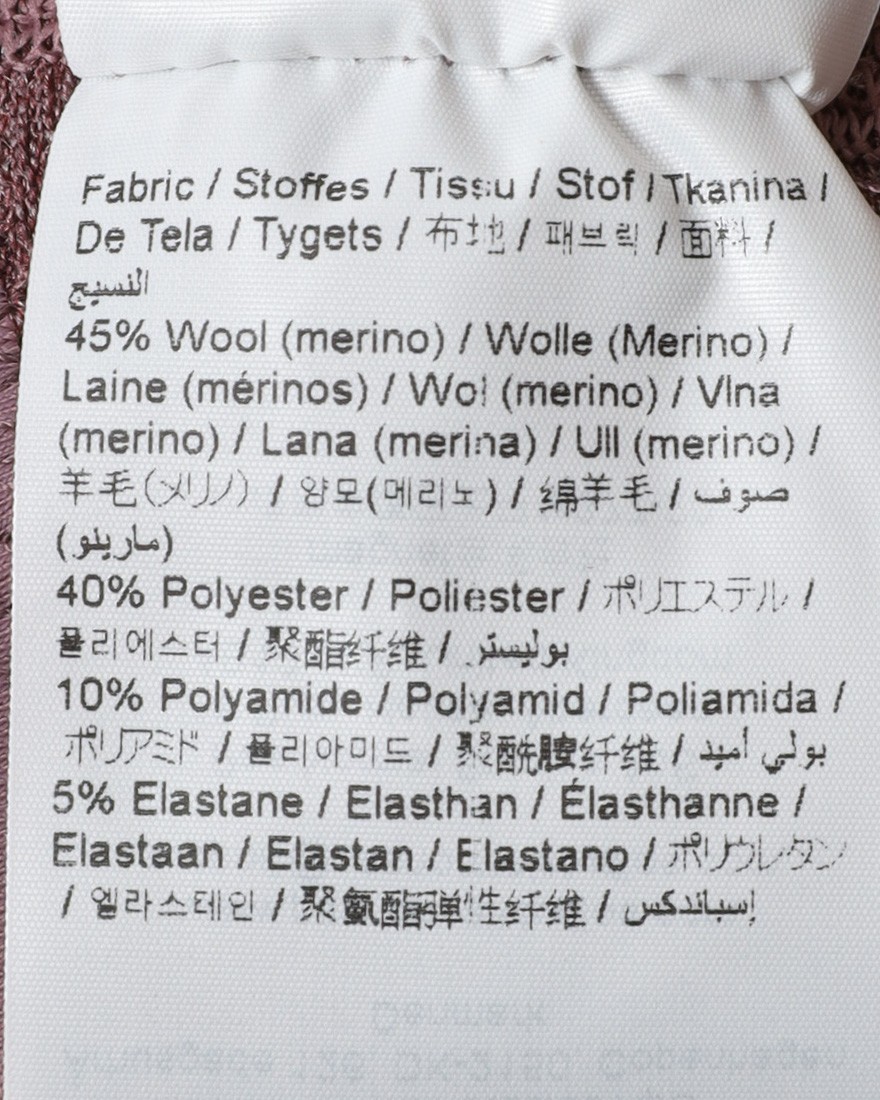 Fabric / Stoffes / Tissu / Stof / Tkanina /
De Tela / Tygets / 布地 / 패브릭 / 面料 /
النسيج
45% Wool (merino) / Wolle (Merino) /
Laine (mérinos) / Wol (merino) / Vlna
(merino) / Lana (merina) / Ull (merino) /
羊毛(メリノ) / 양모(메리노) / 绵羊毛 / صوف
(مارينو)
40% Polyester / Poliéster / ポリエステル /
폴리에스터 / 聚酯纤维 / بوليستر
10% Polyamide / Polyamid / Poliamida /
ポリアミド / 폴리아미드 / 聚酰胺纤维 / بولي أميد
5% Elastane / Elasthan / Élasthanne /
Elastaan / Elastan / Elastano / ポリウレタン
/ 엘라스테인 / 聚氨酯弹性纤维 / إسباندكس